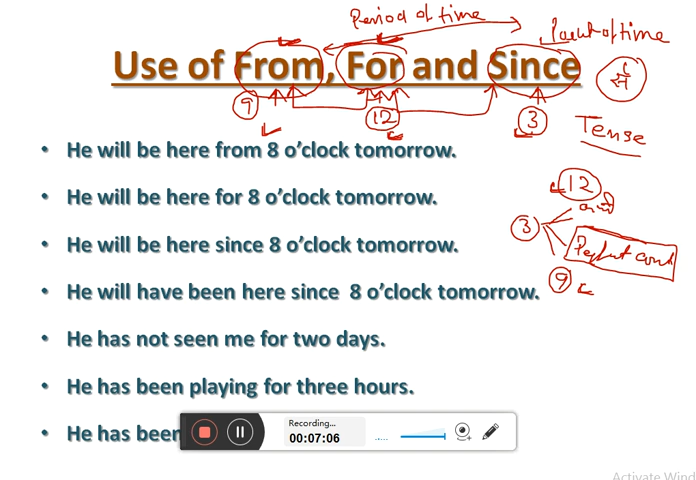 Period of time
Point of time
Use of From, For and Since
से
9
12
3
Tense
• He will be here from 8 o'clock tomorrow.
12
• He will be here for 8 o'clock tomorrow.
and
3
• He will be here since 8 o'clock tomorrow.
Perfect cont
9
• He will have been here since 8 o'clock tomorrow.
• He has not seen me for two days.
• He has been playing for three hours.
• He has been
Recording...
00:07:06
Activate Wind